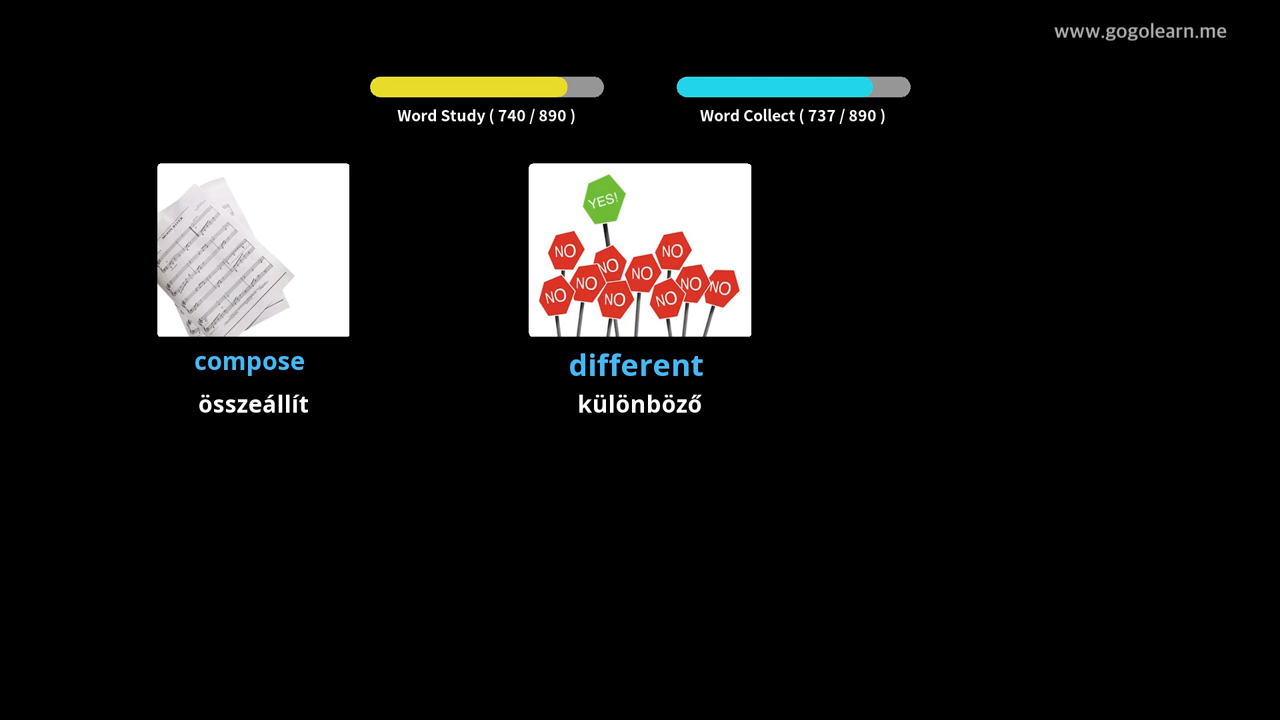 www.gogolearn.me
Word Study ( 740 / 890 )
Word Collect ( 737 / 890 )
YES!
NO
NO
NO
NO
NO
NO
NO
NO
NO
NO
compose
different
összeállít
különböző